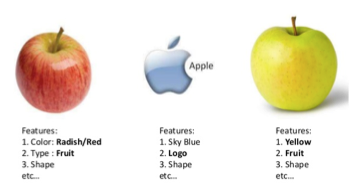 Apple
Features:
1. Color: Radish/Red
2. Type : Fruit
3. Shape
etc...
Features:
1. Sky Blue
2. Logo
3. Shape
etc...
Features:
1. Yellow
2. Fruit
3. Shape
etc...